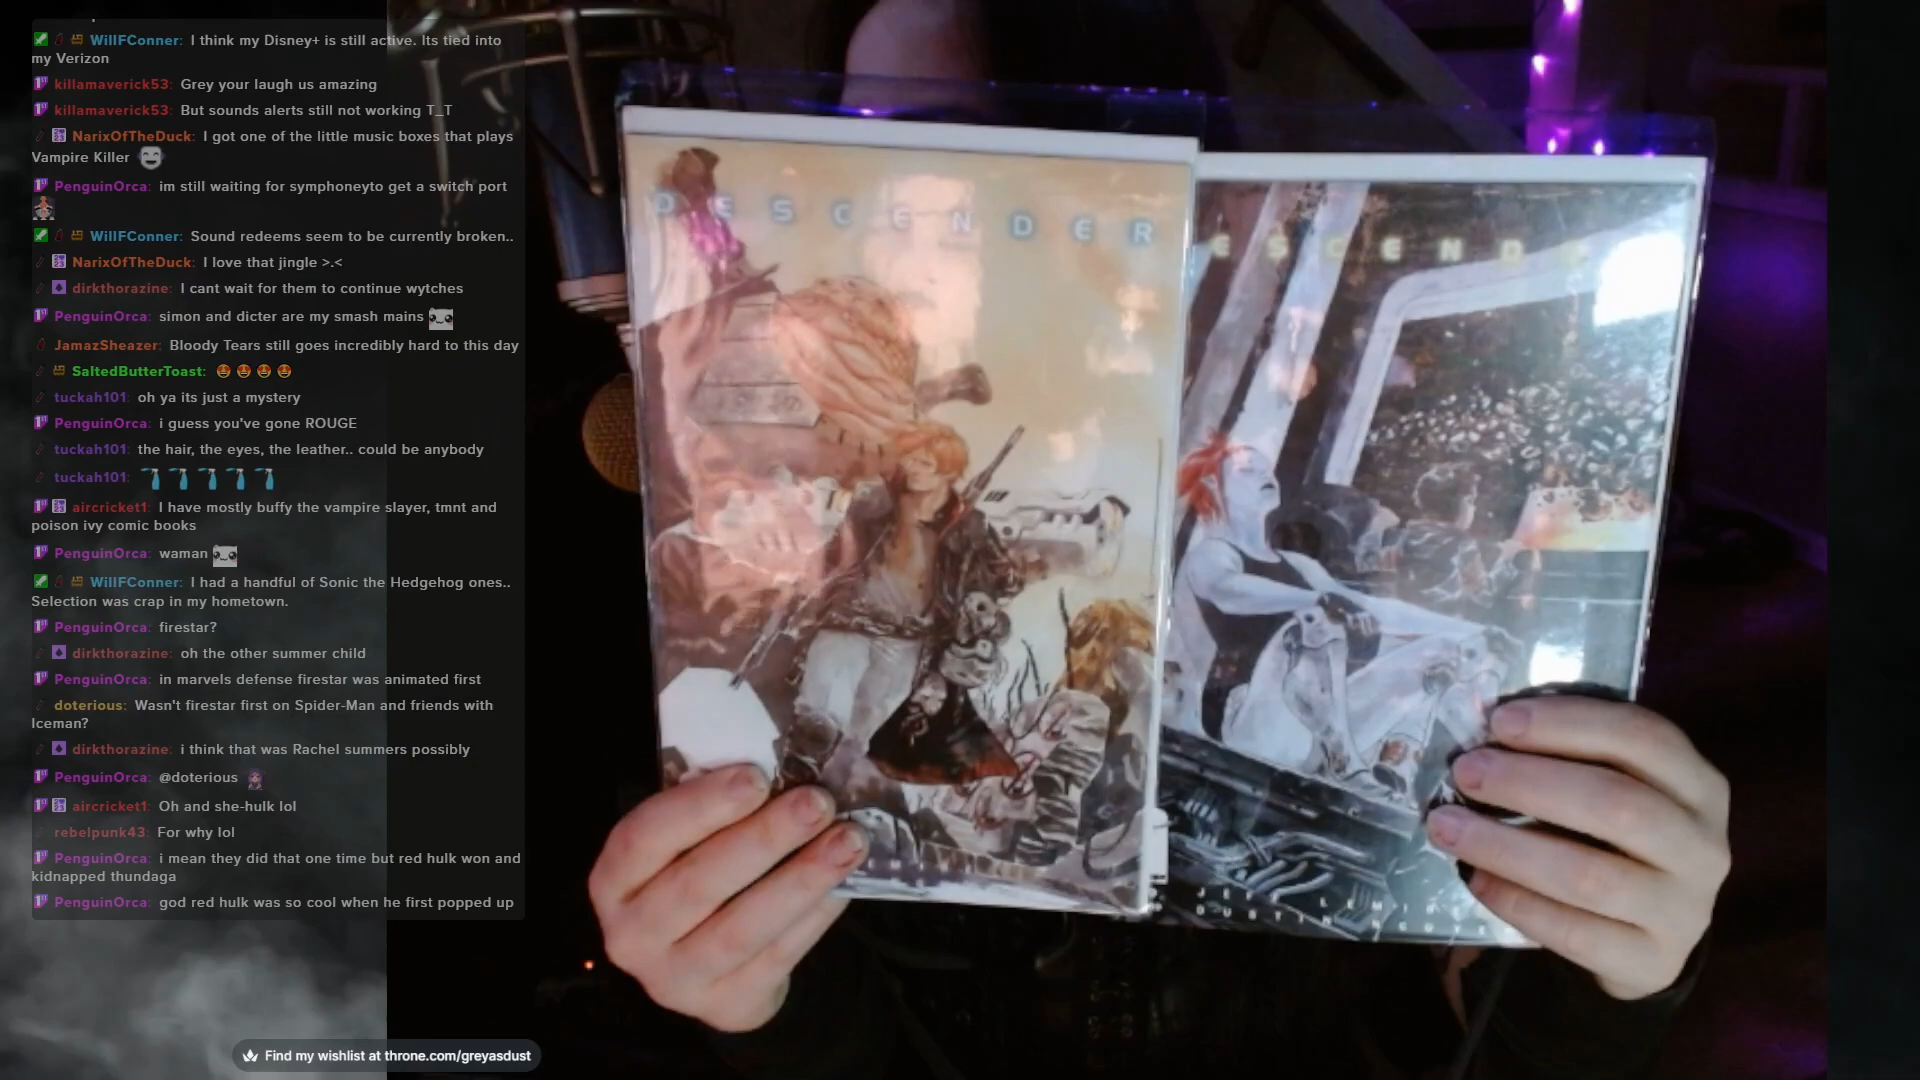 WillFConner: I think my Disney+ is still active. Its tied into
my Verizon
killamaverick53: Grey your laugh us amazing
killamaverick53: But sounds alerts still not working T_T
NarixOfTheDuck: I got one of the little music boxes that plays
Vampire Killer
PenguinOrca: im still waiting for symphoneyto get a switch port
WillFConner: Sound redeems seem to be currently broken..
NarixOfTheDuck: I love that jingle >.<
dirkthorazine: I cant wait for them to continue wytches
PenguinOrca: simon and dicter are my smash mains
JamazSheazer: Bloody Tears still goes incredibly hard to this day
SaltedButterToast:
tuckah101: oh ya its just a mystery
PenguinOrca: i guess you've gone ROUGE
tuckah101: the hair, the eyes, the leather.. could be anybody
tuckah101:
aircricket1: I have mostly buffy the vampire slayer, tmnt and
poison ivy comic books
PenguinOrca: waman
WillFConner: I had a handful of Sonic the Hedgehog ones..
Selection was crap in my hometown.
PenguinOrca: firestar?
dirkthorazine: oh the other summer child
PenguinOrca: in marvels defense firestar was animated first
doterious: Wasn't firestar first on Spider-Man and friends with
Iceman?
dirkthorazine: i think that was Rachel summers possibly
PenguinOrca: @doterious
aircricket1: Oh and she-hulk lol
rebelpunk43: For why lol
PenguinOrca: i mean they did that one time but red hulk won and
kidnapped thundaga
PenguinOrca: god red hulk was so cool when he first popped up
Find my wishlist at throne.com/greyasdust
DESCENDER
ESCENDE